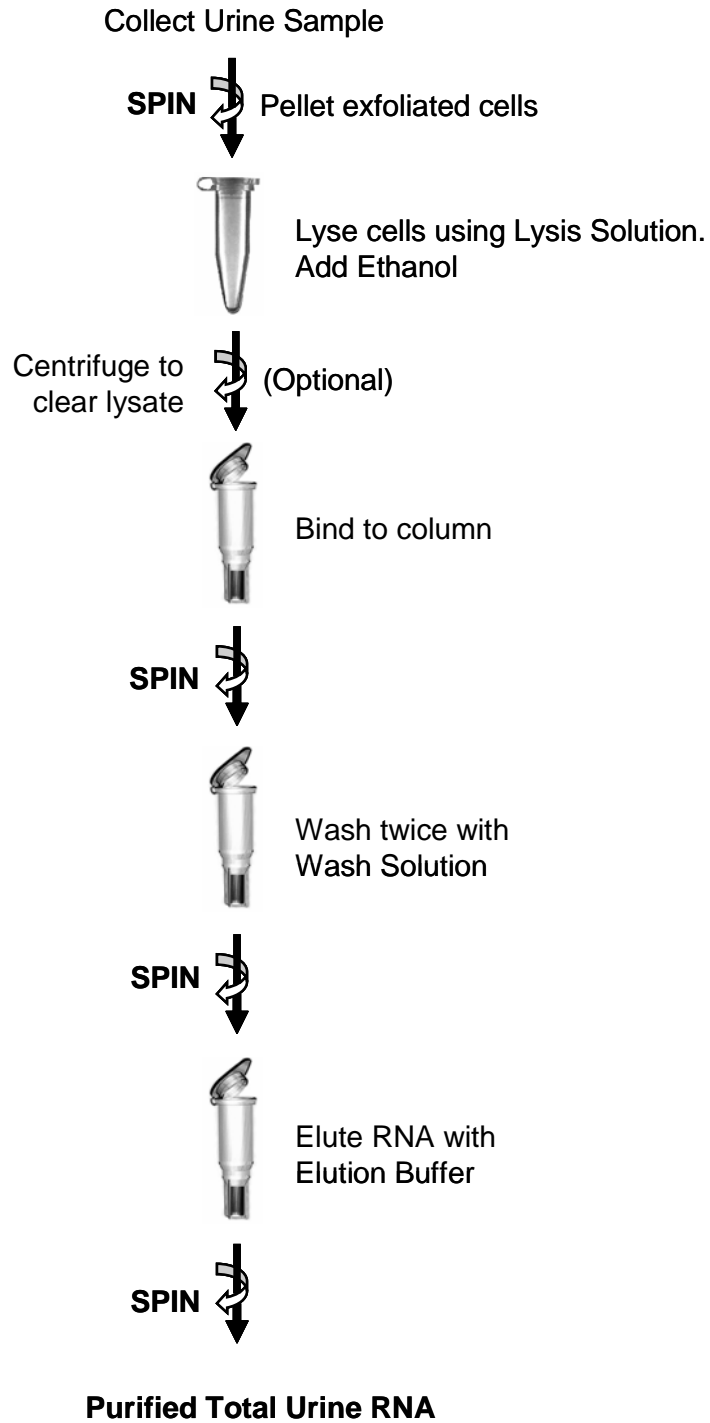 Collect Urine Sample
SPIN
Pellet exfoliated cells
Lyse cells using Lysis Solution.
Add Ethanol
Centrifuge to
clear lysate
(Optional)
Bind to column
SPIN
Wash twice with
Wash Solution
SPIN
Elute RNA with
Elution Buffer
SPIN
Purified Total Urine RNA